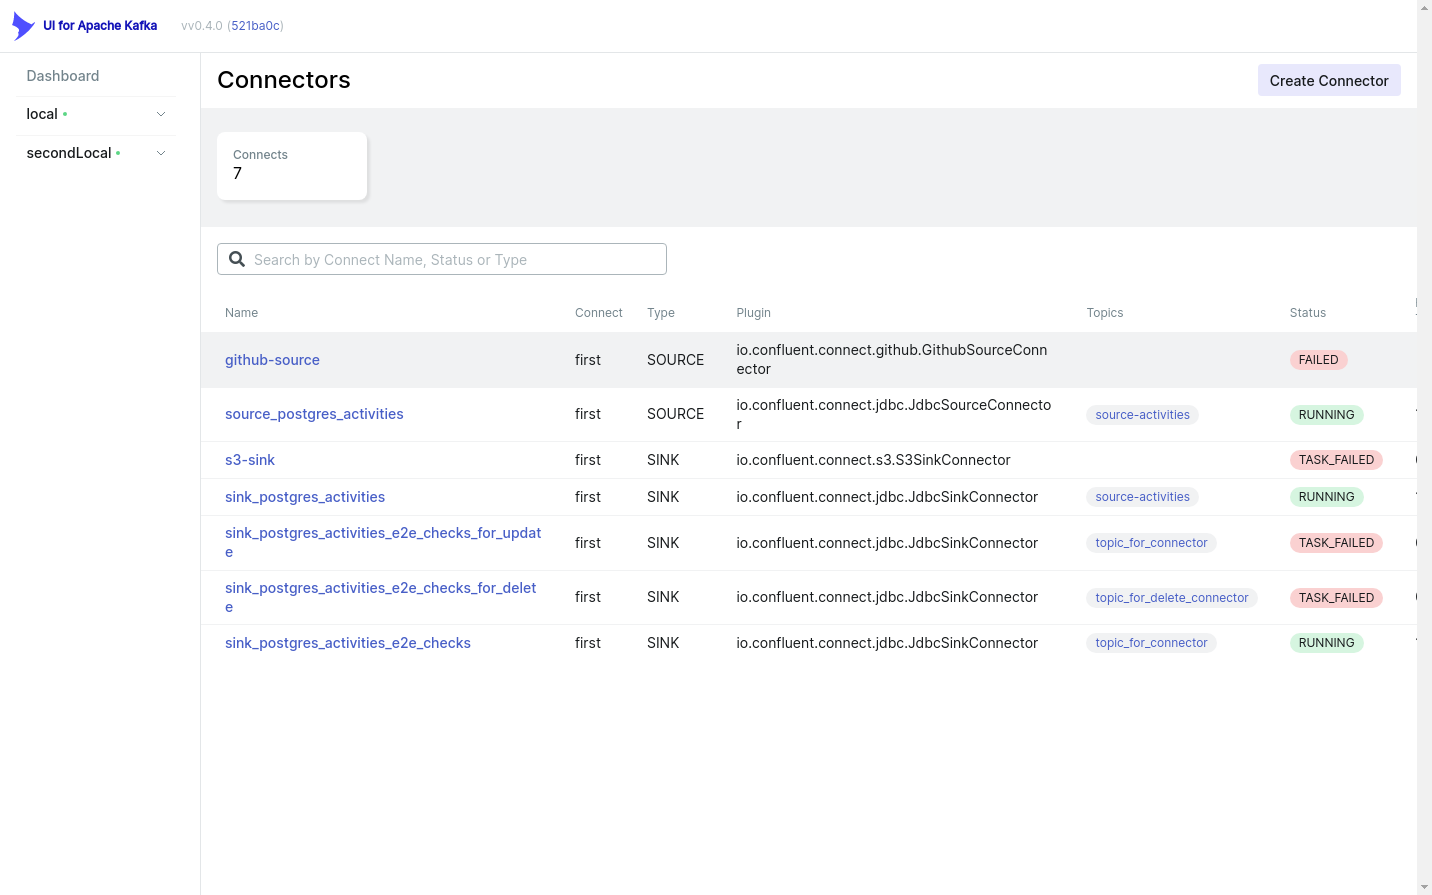 UI for Apache Kafka vv0.4.0 (521ba0c)
Dashboard
local
secondLocal
Connectors
Create Connector
Connects
7
Search by Connect Name, Status or Type
Name Connect Type Plugin Topics Status
github-source first SOURCE io.confluent.connect.github.GithubSourceConn
ector FAILED
source_postgres_activities first SOURCE io.confluent.connect.jdbc.JdbcSourceConnecto
r source-activities RUNNING
s3-sink first SINK io.confluent.connect.s3.S3SinkConnector TASK_FAILED
sink_postgres_activities first SINK io.confluent.connect.jdbc.JdbcSinkConnector source-activities RUNNING
sink_postgres_activities_e2e_checks_for_updat
e first SINK io.confluent.connect.jdbc.JdbcSinkConnector topic_for_connector TASK_FAILED
sink_postgres_activities_e2e_checks_for_delet
e first SINK io.confluent.connect.jdbc.JdbcSinkConnector topic_for_delete_connector TASK_FAILED
sink_postgres_activities_e2e_checks first SINK io.confluent.connect.jdbc.JdbcSinkConnector topic_for_connector RUNNING